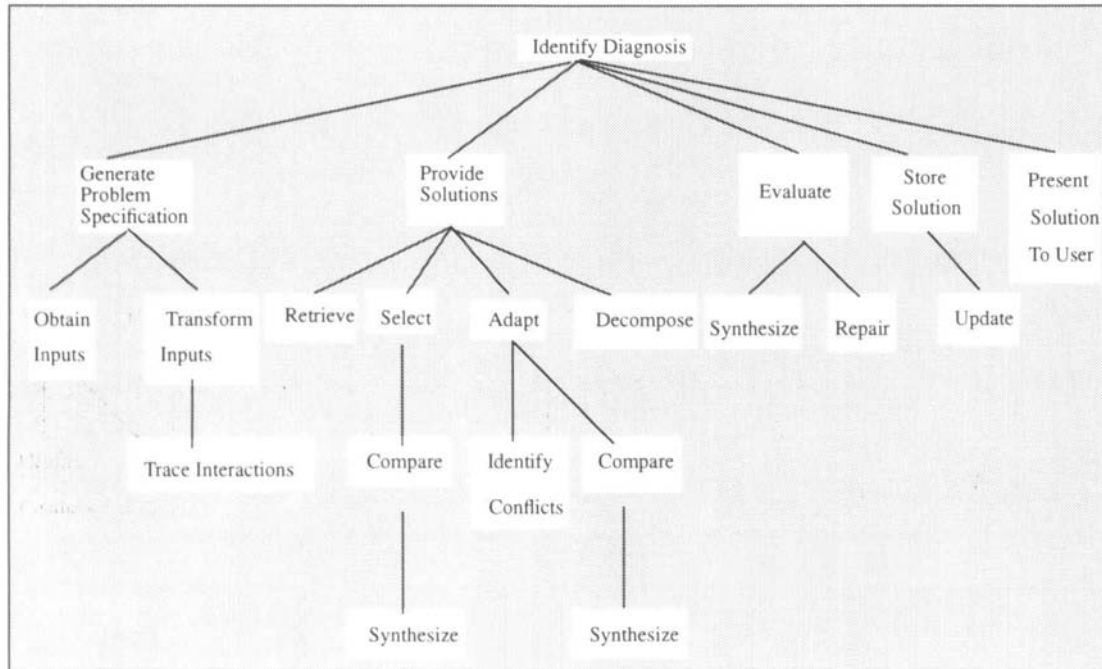 Identify Diagnosis
Generate
Problem
Specification
Provide
Solutions
Evaluate
Store
Solution
Present
Solution
To User
Obtain
Inputs
Transform
Inputs
Retrieve
Select
Adapt
Decompose
Synthesize
Repair
Update
Trace Interactions
Compare
Identify
Conflicts
Compare
Synthesize
Synthesize